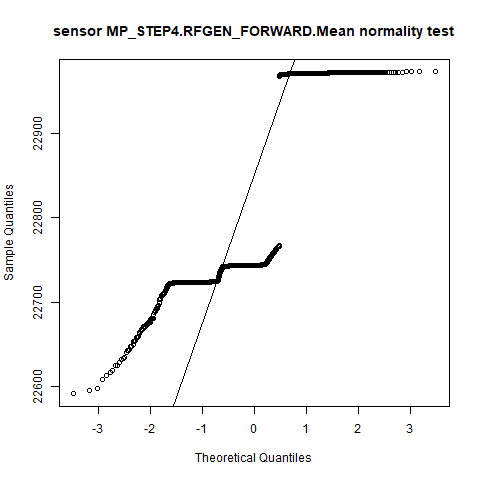 sensor MP_STEP4.RFGEN_FORWARD.Mean normality test
22900
22800
22700
22600
Sample Quantiles
-3 -2 -1 0 1 2 3
Theoretical Quantiles